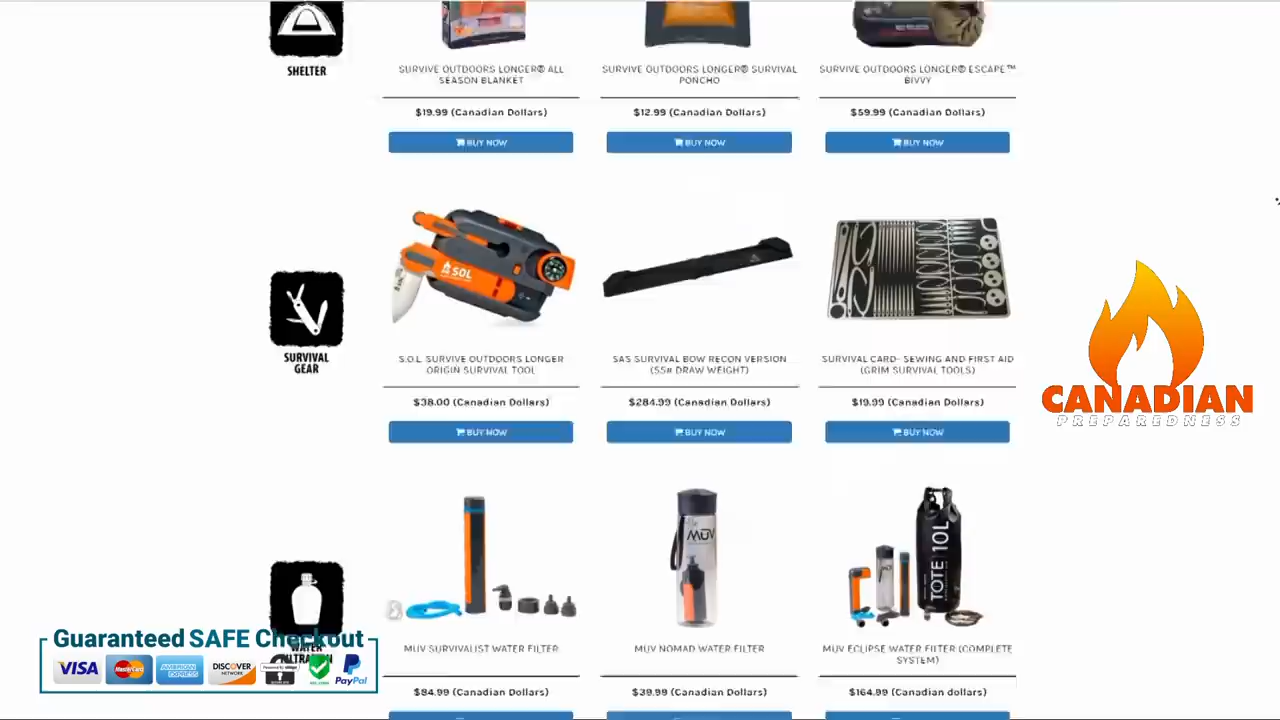 SHELTER
SURVIVE OUTDOORS LONGER® ALL
SEASON BLANKET
$19.99 (Canadian Dollars)
BUY NOW
SURVIVE OUTDOORS LONGER® SURVIVAL
PONCHO
$12.99 (Canadian Dollars)
BUY NOW
SURVIVE OUTDOORS LONGER® ESCAPE™
BIVVY
$59.99 (Canadian Dollars)
BUY NOW
SURVIVAL
GEAR
SOL
S.O.L. SURVIVE OUTDOORS LONGER
ORIGIN SURVIVAL TOOL
$38.00 (Canadian Dollars)
BUY NOW
SAS SURVIVAL BOW RECON VERSION
(55# DRAW WEIGHT)
$284.99 (Canadian Dollars)
BUY NOW
SURVIVAL CARD- SEWING AND FIRST AID
(GRIM SURVIVAL TOOLS)
$19.99 (Canadian Dollars)
BUY NOW
CANADIAN
PREPAREDNESS
MUV SURVIVALIST WATER FILTER
$84.99 (Canadian Dollars)
MUV
MUV NOMAD WATER FILTER
$39.99 (Canadian Dollars)
TOTE 10L
MUV ECLIPSE WATER FILTER (COMPLETE
SYSTEM)
$164.99 (Canadian dollars)
Guaranteed SAFE Checkout
VISA
MasterCard
AMERICAN
EXPRESS
DISCOVER
NETWORK
PayPal